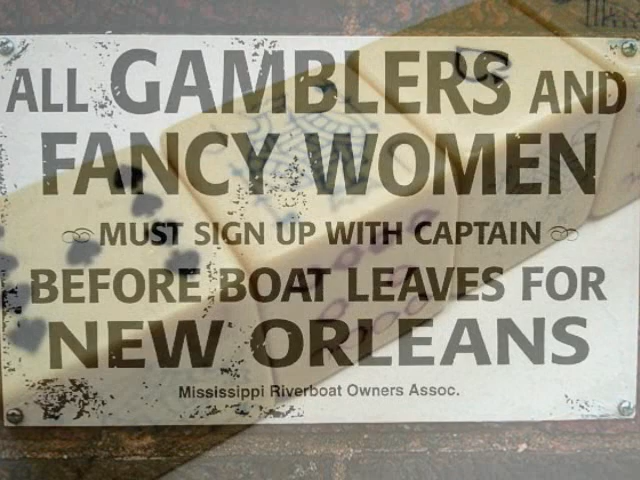 ALL GAMBLERS AND
FANCY WOMEN
MUST SIGN UP WITH CAPTAIN
BEFORE BOAT LEAVES FOR
NEW ORLEANS
Mississippi Riverboat Owners Assoc.